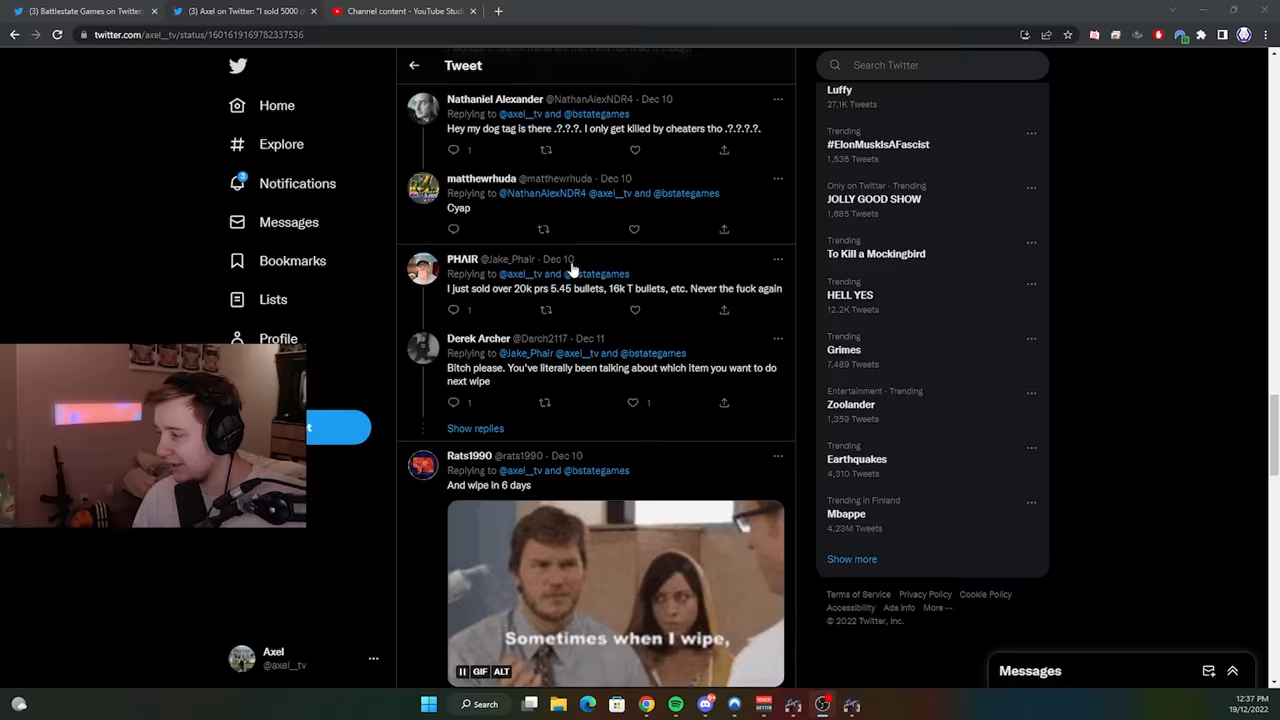 (3) Battlestate Games on Twitter
(3) Axel on Twitter: "I sold 5000 d
Channel content - YouTube Studi
twitter.com/axel__tv/status/1601619169782337536
Tweet
Search Twitter
Home
Explore
3
Notifications
Messages
Bookmarks
Lists
Profile
Axel
@axel__tv
Nathaniel Alexander @NathanAlexNDR4 · Dec 10
Replying to @axel__tv and @bstategames
Hey my dog tag is there .?.?.?. I only get killed by cheaters tho .?.?.?.?.
1
matthewrhuda @matthewrhuda · Dec 10
Replying to @NathanAlexNDR4 @axel__tv and @bstategames
Cyap
PHΛIR @Jake_Phair · Dec 10
Replying to @axel__tv and @bstategames
I just sold over 20k prs 5.45 bullets, 16k T bullets, etc. Never the fuck again
1
Derek Archer @Darch2117 · Dec 11
Replying to @Jake_Phair @axel__tv and @bstategames
Bitch please. You've literally been talking about which item you want to do
next wipe
1 1
Show replies
Rats1990 @rats1990 · Dec 10
Replying to @axel__tv and @bstategames
And wipe in 6 days
Sometimes when I wipe,
GIF ALT
Luffy
27.1K Tweets
Trending
#ElonMuskIsAFascist
1,536 Tweets
Only on Twitter · Trending
JOLLY GOOD SHOW
1,685 Tweets
Trending
To Kill a Mockingbird
Trending
HELL YES
12.2K Tweets
Trending
Grimes
7,489 Tweets
Entertainment · Trending
Zoolander
1,359 Tweets
Trending
Earthquakes
4,310 Tweets
Trending in Finland
Mbappe
4.23M Tweets
Show more
Terms of Service Privacy Policy Cookie Policy
Accessibility Ads info More ···
© 2022 Twitter, Inc.
Messages
Search
12:37 PM
19/12/2022